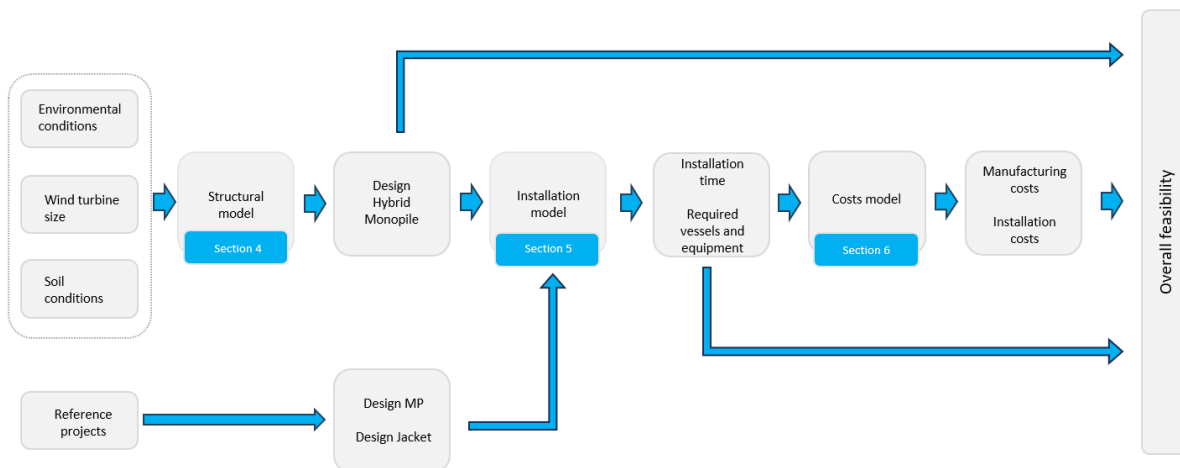 Environmental
conditions
Wind turbine
size
Soil
conditions
Structural
model
Section 4
Design
Hybrid
Monopile
Installation
model
Section 5
Installation
time
Required
vessels and
equipment
Costs model
Section 6
Manufacturing
costs
Installation
costs
Overall feasibility
Reference
projects
Design MP
Design Jacket